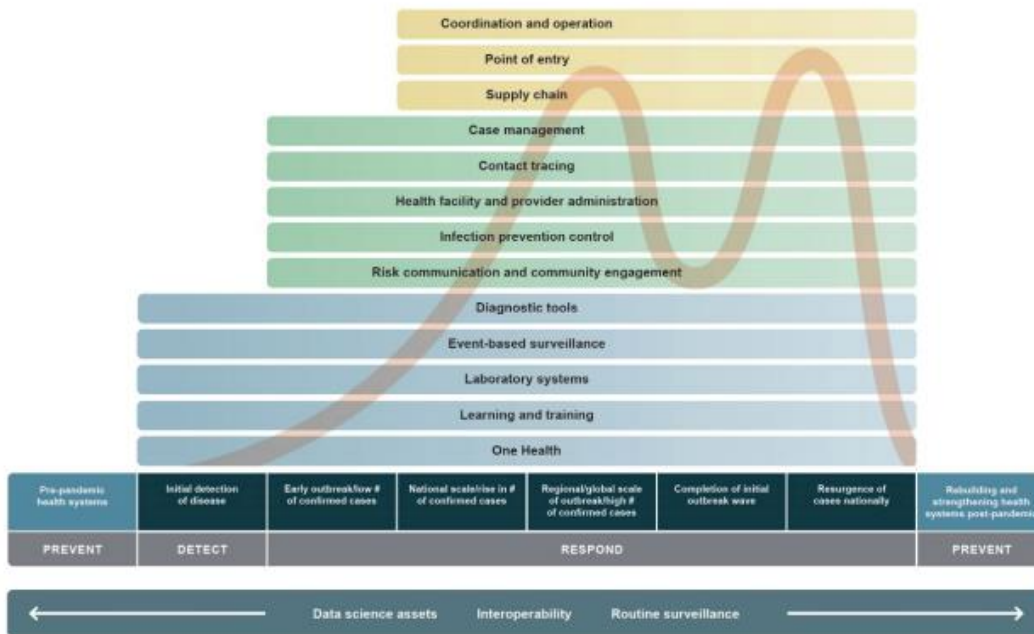 Coordination and operation
Point of entry
Supply chain
Case management
Contact tracing
Health facility and provider administration
Infection prevention control
Risk communication and community engagement
Diagnostic tools
Event-based surveillance
Laboratory systems
Learning and training
One Health
Pre-pandemic
health systems
Initial detection
of disease
Early outbreak/low #
of confirmed cases
National scale/rise in #
of confirmed cases
Regional/global scale
of outbreak/high #
of confirmed cases
Completion of initial
outbreak wave
Resurgence of
cases nationally
Rebuilding and
strengthening health
systems post-pandemic
PREVENT
DETECT
RESPOND
PREVENT
Data science assets
Interoperability
Routine surveillance